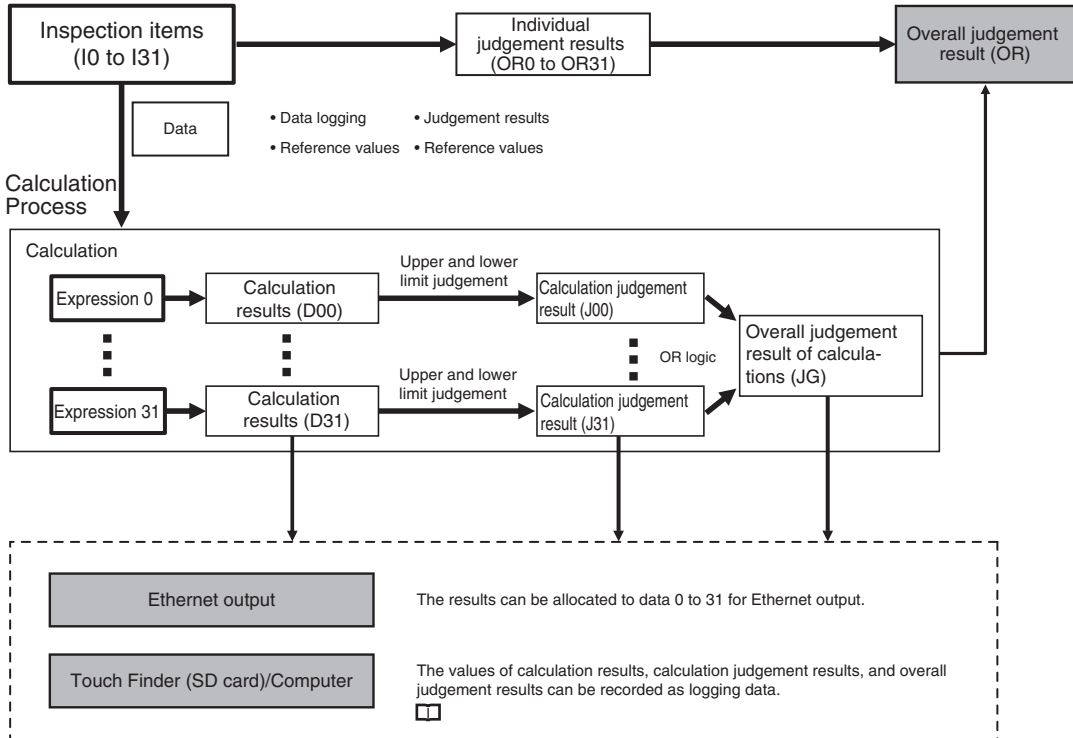 Inspection items
(I0 to I31)
Individual
judgement results
(OR0 to OR31)
Overall judgement
result (OR)
Data
• Data logging
• Judgement results
• Reference values
• Reference values
Calculation
Process
Calculation
Expression 0
Calculation
results (D00)
Upper and lower
limit judgement
Calculation judgement
result (J00)
OR logic
Overall judgement
result of calcula-
tions (JG)
Expression 31
Calculation
results (D31)
Upper and lower
limit judgement
Calculation judgement
result (J31)
Ethernet output
The results can be allocated to data 0 to 31 for Ethernet output.
Touch Finder (SD card)/Computer
The values of calculation results, calculation judgement results, and overall
judgement results can be recorded as logging data.